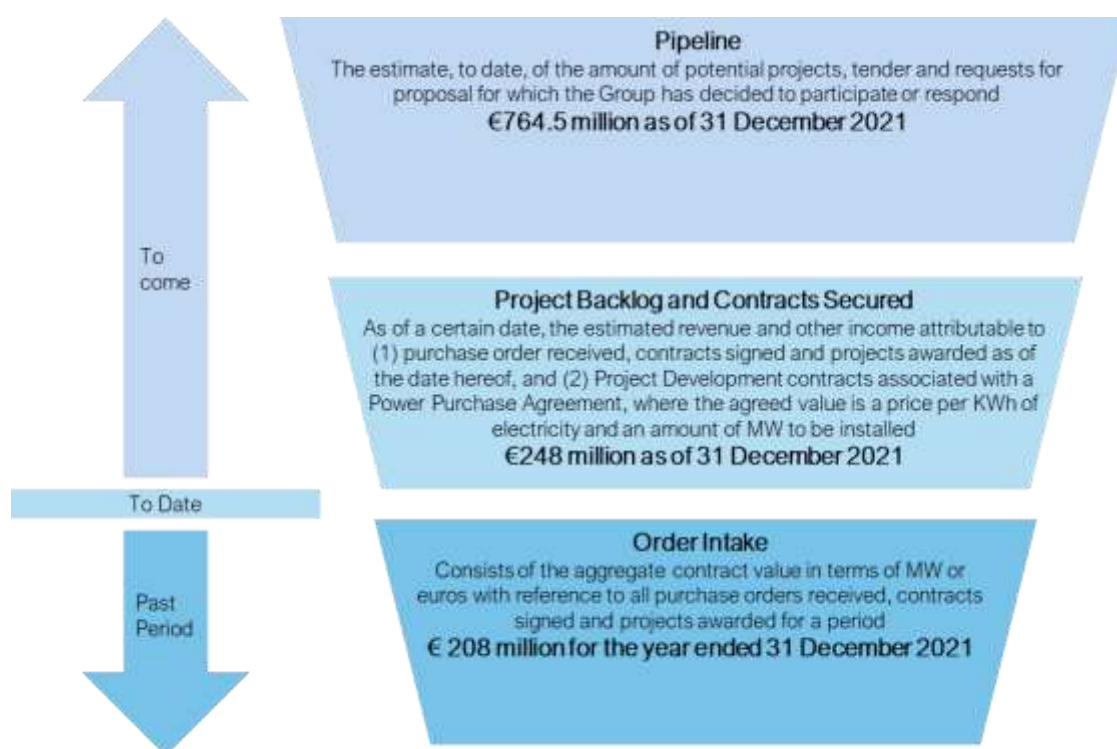 Pipeline
The estimate, to date, of the amount of potential projects, tender and requests for
proposal for which the Group has decided to participate or respond
€764.5 million as of 31 December 2021
To
come
Project Backlog and Contracts Secured
As of a certain date, the estimated revenue and other income attributable to
(1) purchase order received, contracts signed and projects awarded as of
the date hereof, and (2) Project Development contracts associated with a
Power Purchase Agreement, where the agreed value is a price per KWh of
electricity and an amount of MW to be installed
€248 million as of 31 December 2021
To Date
Order Intake
Consists of the aggregate contract value in terms of MW or
euros with reference to all purchase orders received, contracts
signed and projects awarded for a period
€ 208 million for the year ended 31 December 2021
Past
Period